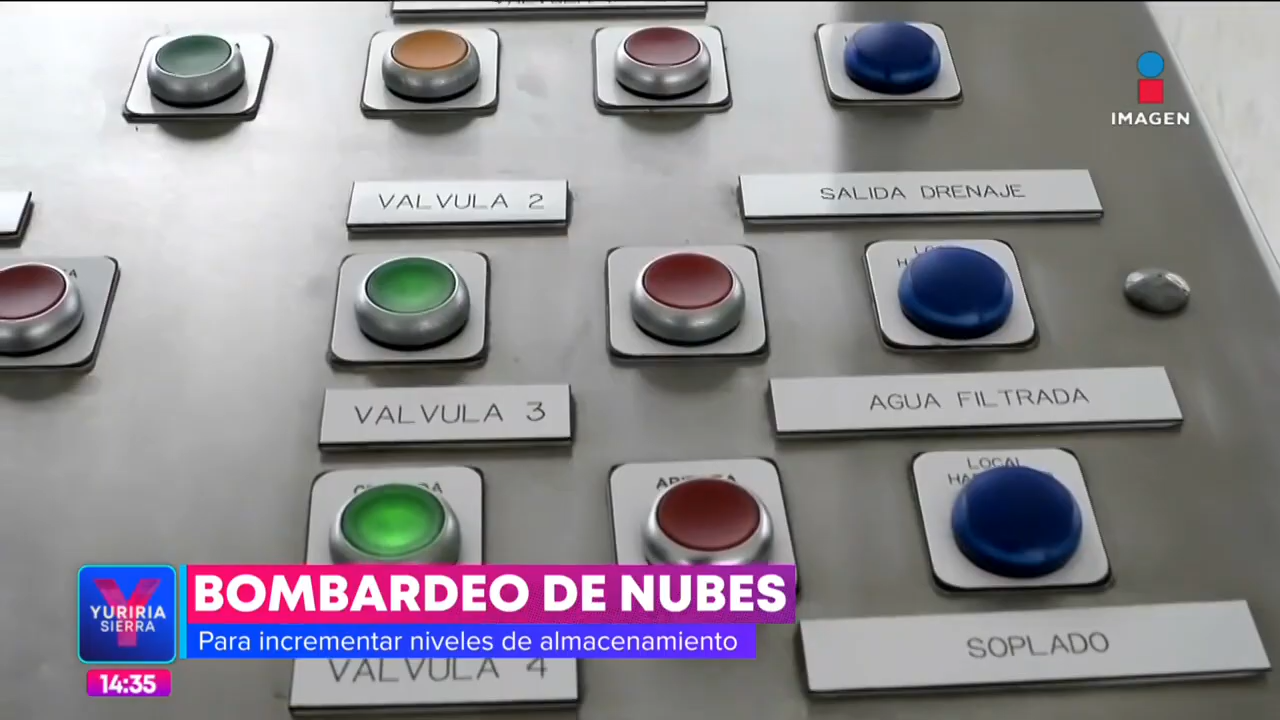 IMAGEN
VALVULA 2
SALIDA DRENAJE
VALVULA 3
AGUA FILTRADA
LOCAL
BOMBARDEO DE NUBES
Para incrementar niveles de almacenamiento
YURIRIA
SIERRA
14:35
VALVULA 4
SOPLADO